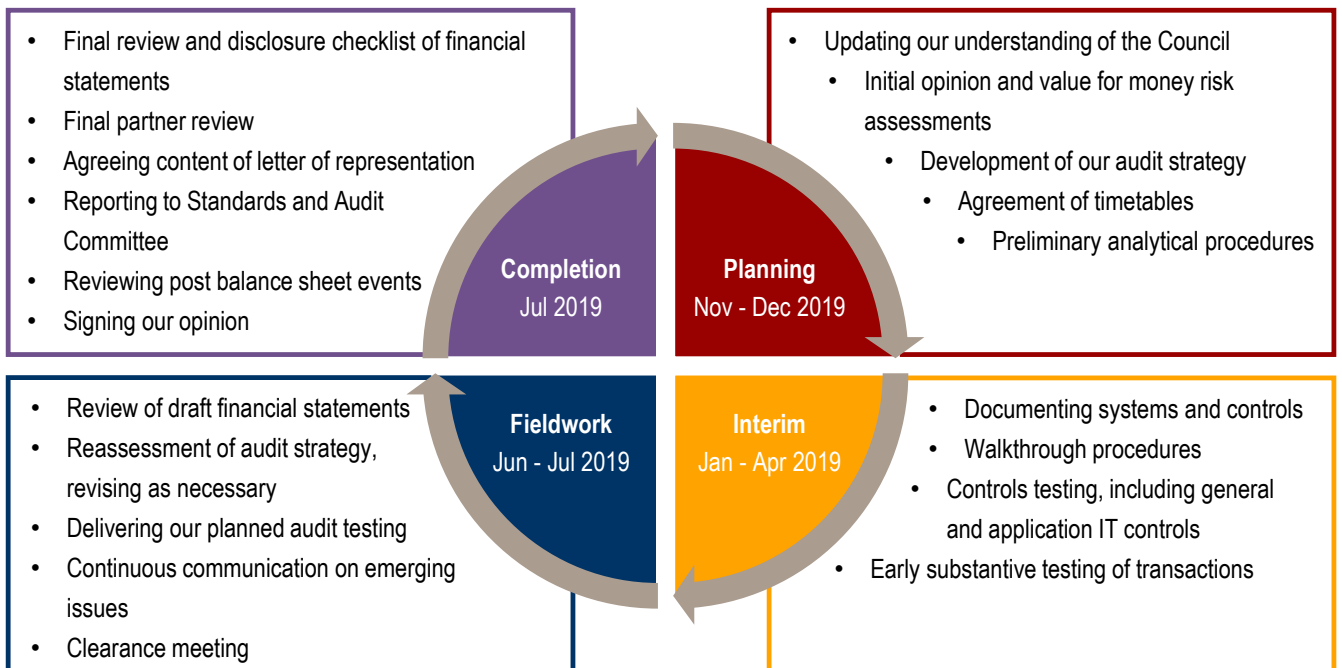 • Final review and disclosure checklist of financial
statements
• Final partner review
• Agreeing content of letter of representation
• Reporting to Standards and Audit
Committee
• Reviewing post balance sheet events
• Signing our opinion
Completion
Jul 2019
Planning
Nov - Dec 2019
• Updating our understanding of the Council
• Initial opinion and value for money risk
assessments
• Development of our audit strategy
• Agreement of timetables
• Preliminary analytical procedures
• Review of draft financial statements
• Reassessment of audit strategy,
revising as necessary
• Delivering our planned audit testing
• Continuous communication on emerging
issues
• Clearance meeting
Fieldwork
Jun - Jul 2019
Interim
Jan - Apr 2019
• Documenting systems and controls
• Walkthrough procedures
• Controls testing, including general
and application IT controls
• Early substantive testing of transactions